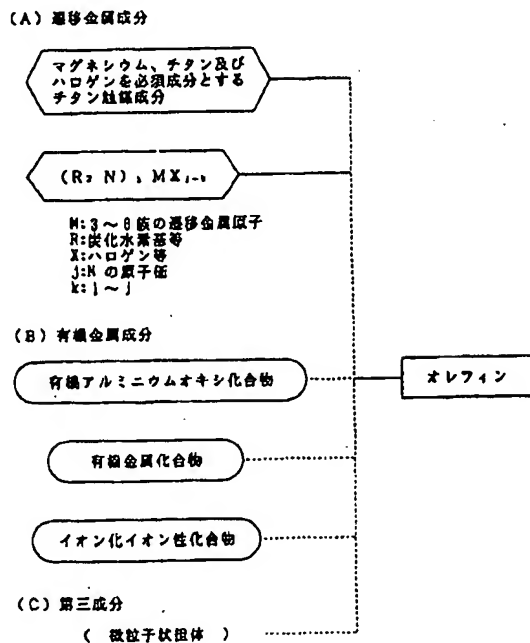 (A) 遷移金属成分
マグネシウム、チタン及び
ハロゲンを必須成分とする
チタン触媒成分
(R₂ N)ₖ MXⱼ₋ₖ
M:3~6族の遷移金属原子
R:炭化水素基等
X:ハロゲン等
j:Mの原子価
k:1~j
(B) 有機金属成分
有機アルミニウムオキシ化合物
オレフィン
有機金属化合物
イオン化イオン性化合物
(C) 第三成分
( 微粒子状担体 )